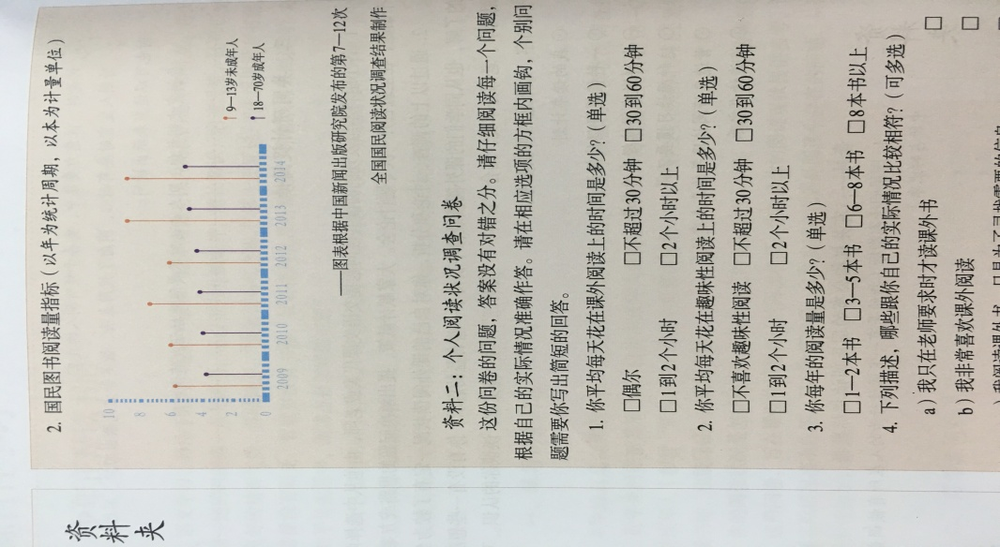 资料夹
2. 国民图书阅读量指标（以年为统计周期，以本为计量单位）
10
8
6
4
2
0
2009 2010 2011 2012 2013 2014
9—13岁未成年人
18—70岁成年人
——图表根据中国新闻出版研究院发布的第7—12次
全国国民阅读状况调查结果制作
资料二：个人阅读状况调查问卷
这份问卷的问题，答案没有对错之分。请仔细阅读每一个问题，
根据自己的实际情况准确作答。请在相应选项的方框内画钩，个别问
题需要你写出简短的回答。
1. 你平均每天花在课外阅读上的时间是多少？（单选）
□偶尔 □不超过30分钟 □30到60分钟
□1到2个小时 □2个小时以上
2. 你平均每天花在趣味性阅读上的时间是多少？（单选）
□不喜欢趣味性阅读 □不超过30分钟 □30到60分钟
□1到2个小时 □2个小时以上
3. 你每年的阅读量是多少？（单选）
□1—2本书 □3—5本书 □6—8本书 □8本书以上
4. 下列描述，哪些跟你自己的实际情况比较相符？（可多选）
a）我只在老师要求时才读课外书 □
b）我非常喜欢课外阅读 □